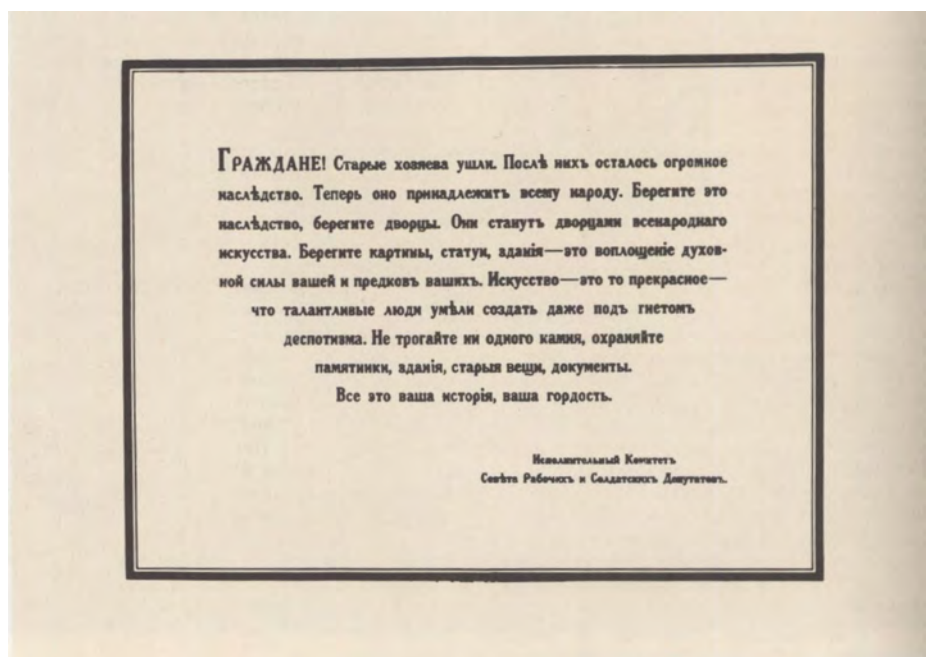 ГРАЖДАНЕ! Старые хозяева ушли. Послѣ нихъ осталось огромное
наслѣдство. Теперь оно принадлежитъ всему народу. Берегите это
наслѣдство, берегите дворцы. Они станутъ дворцами всенароднаго
искусства. Берегите картины, статуи, зданія—это воплощеніе духов-
ной силы вашей и предковъ вашихъ. Искусство—это то прекрасное—
что талантливые люди умѣли создать даже подъ гнетомъ
деспотизма. Не трогайте ни одного камня, охраняйте
памятники, зданія, старыя вещи, документы.
Все это ваша исторія, ваша гордость.
Исполнительный Комитетъ
Совѣта Рабочихъ и Солдатскихъ Депутатовъ.